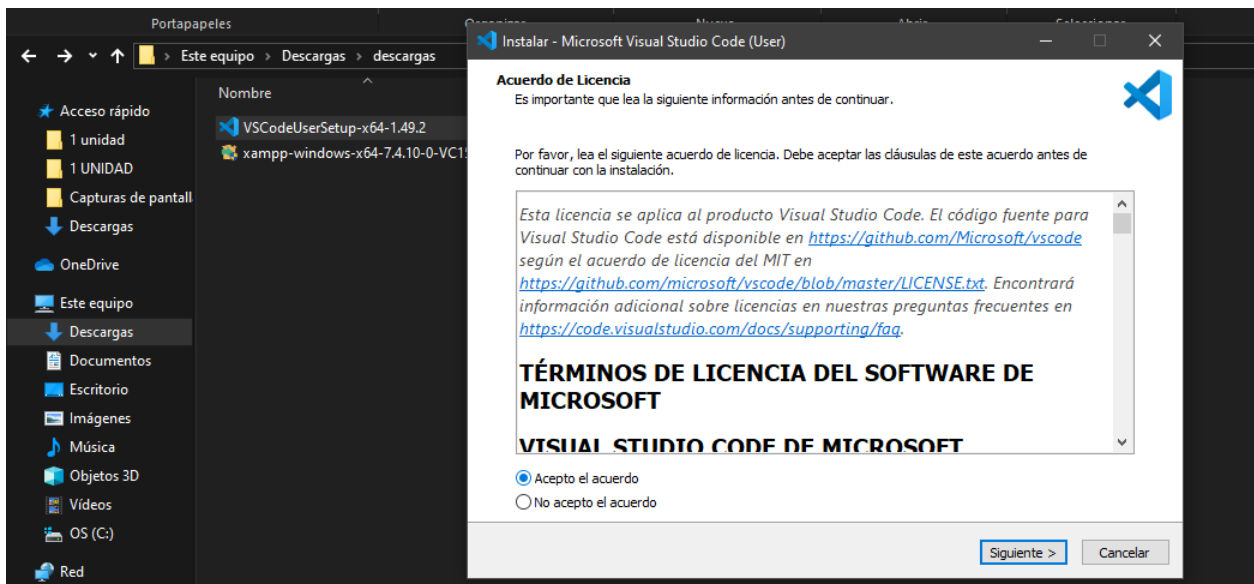 Portapapeles
Organizar
Nuevo
Abrir
Seleccionar
Este equipo > Descargas > descargas
Acceso rápido
1 unidad
1 UNIDAD
Capturas de pantall
Descargas
OneDrive
Este equipo
Descargas
Documentos
Escritorio
Imágenes
Música
Objetos 3D
Vídeos
OS (C:)
Red
Nombre
VSCodeUserSetup-x64-1.49.2
xampp-windows-x64-7.4.10-0-VC15
Instalar - Microsoft Visual Studio Code (User)
Acuerdo de Licencia
Es importante que lea la siguiente información antes de continuar.
Por favor, lea el siguiente acuerdo de licencia. Debe aceptar las cláusulas de este acuerdo antes de
continuar con la instalación.
Esta licencia se aplica al producto Visual Studio Code. El código fuente para
Visual Studio Code está disponible en https://github.com/Microsoft/vscode
según el acuerdo de licencia del MIT en
https://github.com/microsoft/vscode/blob/master/LICENSE.txt. Encontrará
información adicional sobre licencias en nuestras preguntas frecuentes en
https://code.visualstudio.com/docs/supporting/faq.
TÉRMINOS DE LICENCIA DEL SOFTWARE DE
MICROSOFT
VISUAL STUDIO CODE DE MICROSOFT
Acepto el acuerdo
No acepto el acuerdo
Siguiente >
Cancelar